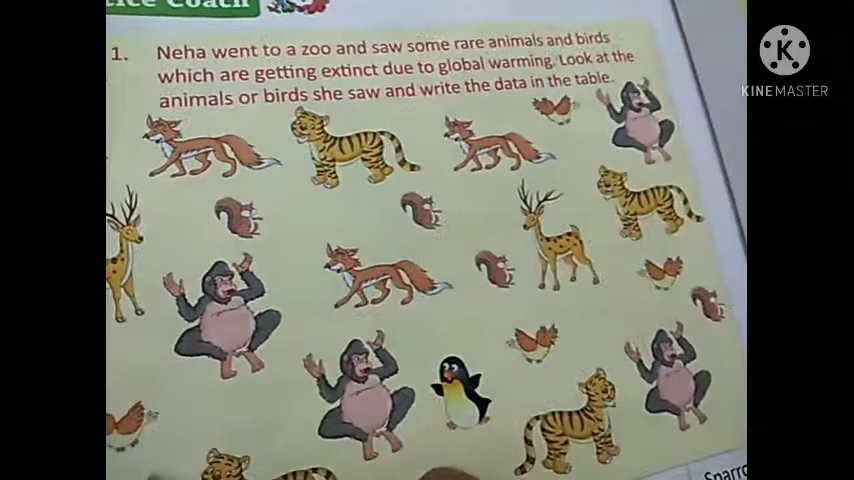 Coach
KINEMASTER
1. Neha went to a zoo and saw some rare animals and birds
which are getting extinct due to global warming. Look at the
animals or birds she saw and write the data in the table.